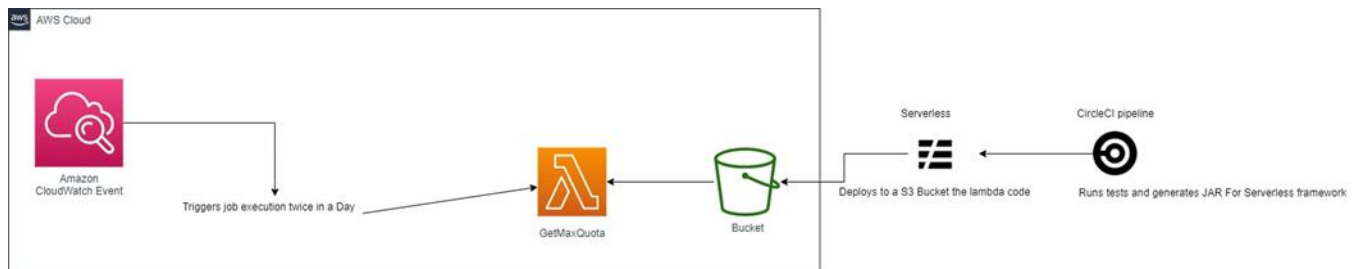 aws AWS Cloud
Amazon
CloudWatch Event
Triggers job execution twice in a Day
GetMaxQuota
Bucket
Serverless
Deploys to a S3 Bucket the lambda code
CircleCI pipeline
Runs tests and generates JAR For Serverless framework